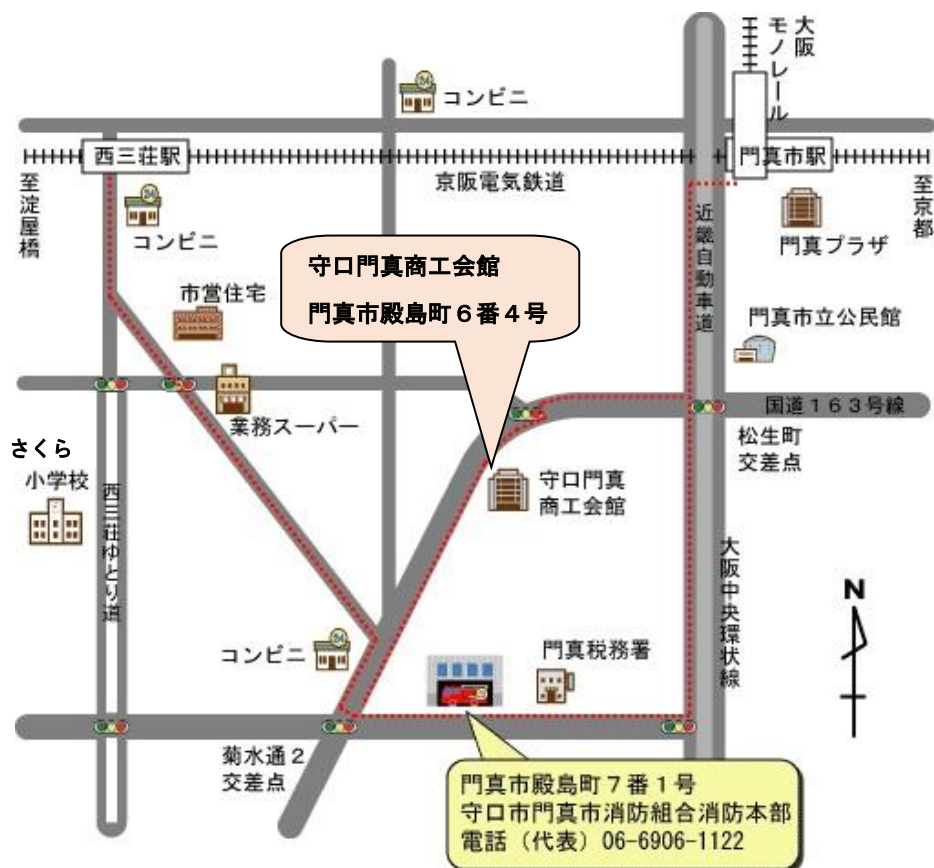 大阪
モノレール
コンビニ
西三荘駅
門真市駅
京阪電気鉄道
至淀屋橋
至京都
コンビニ
近畿自動車道
門真プラザ
守口門真商工会館
門真市殿島町６番４号
市営住宅
門真市立公民館
業務スーパー
国道１６３号線
松生町
交差点
さくら
小学校
守口門真
商工会館
西三荘ゆとり道
大阪中央環状線
N
コンビニ
門真税務署
菊水通２
交差点
門真市殿島町７番１号
守口市門真市消防組合消防本部
電話（代表）06-6906-1122